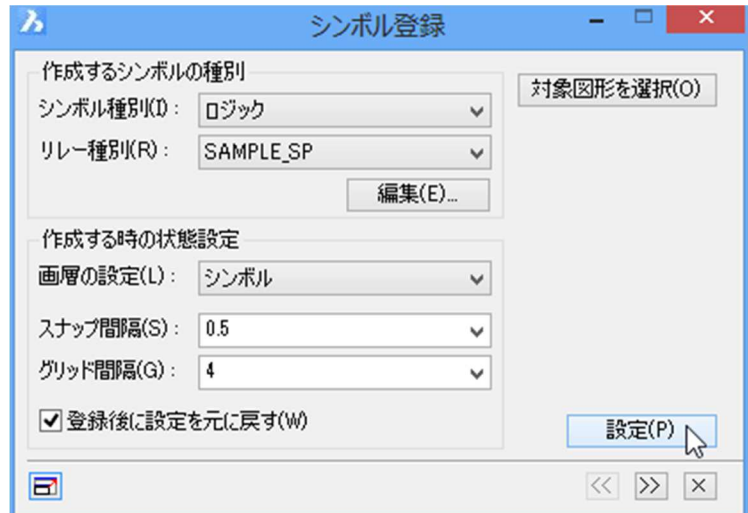 シンボル登録
作成するシンボルの種別
対象図形を選択(O)
シンボル種別(I): ロジック
リレー種別(R): SAMPLE_SP
編集(E)...
作成する時の状態設定
画層の設定(L): シンボル
スナップ間隔(S): 0.5
グリッド間隔(G): 4
登録後に設定を元に戻す(W)
設定(P)
<< >> ×